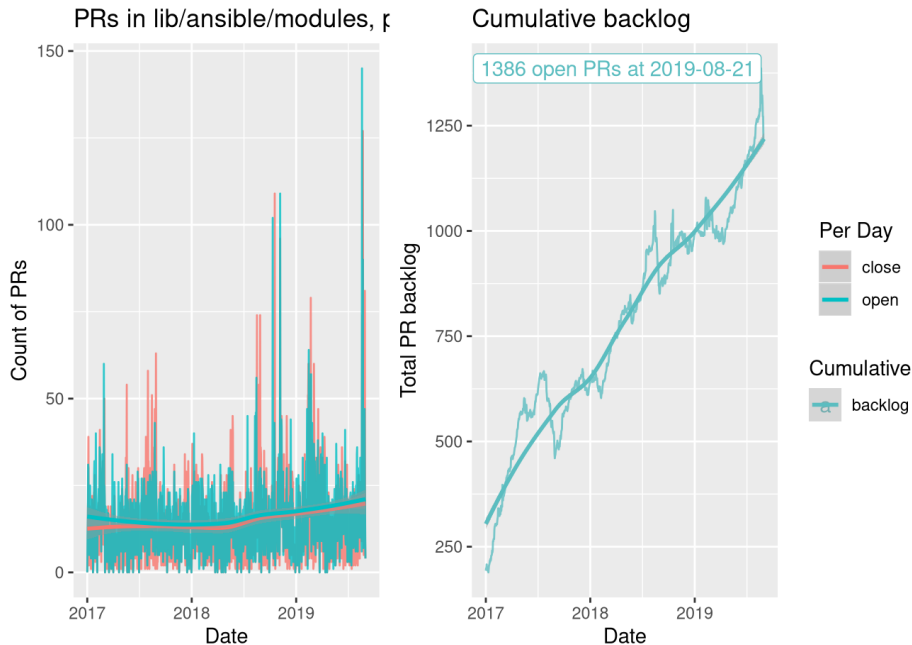 PRs in lib/ansible/modules, p
Count of PRs
150
100
50
0
2017 2018 2019
Date
Cumulative backlog
1386 open PRs at 2019-08-21
Total PR backlog
1250
1000
750
500
250
2017 2018 2019
Date
Per Day
close
open
Cumulative
a backlog